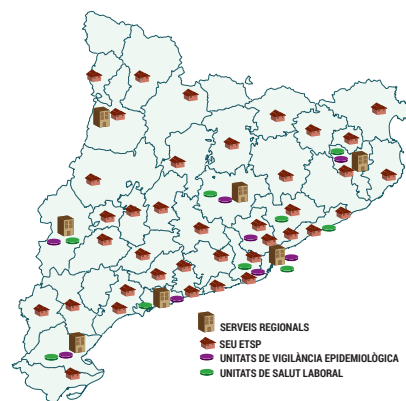 SERVEIS REGIONALS
SEU ETSP
UNITATS DE VIGILÀNCIA EPIDEMIOLÒGICA
UNITATS DE SALUT LABORAL